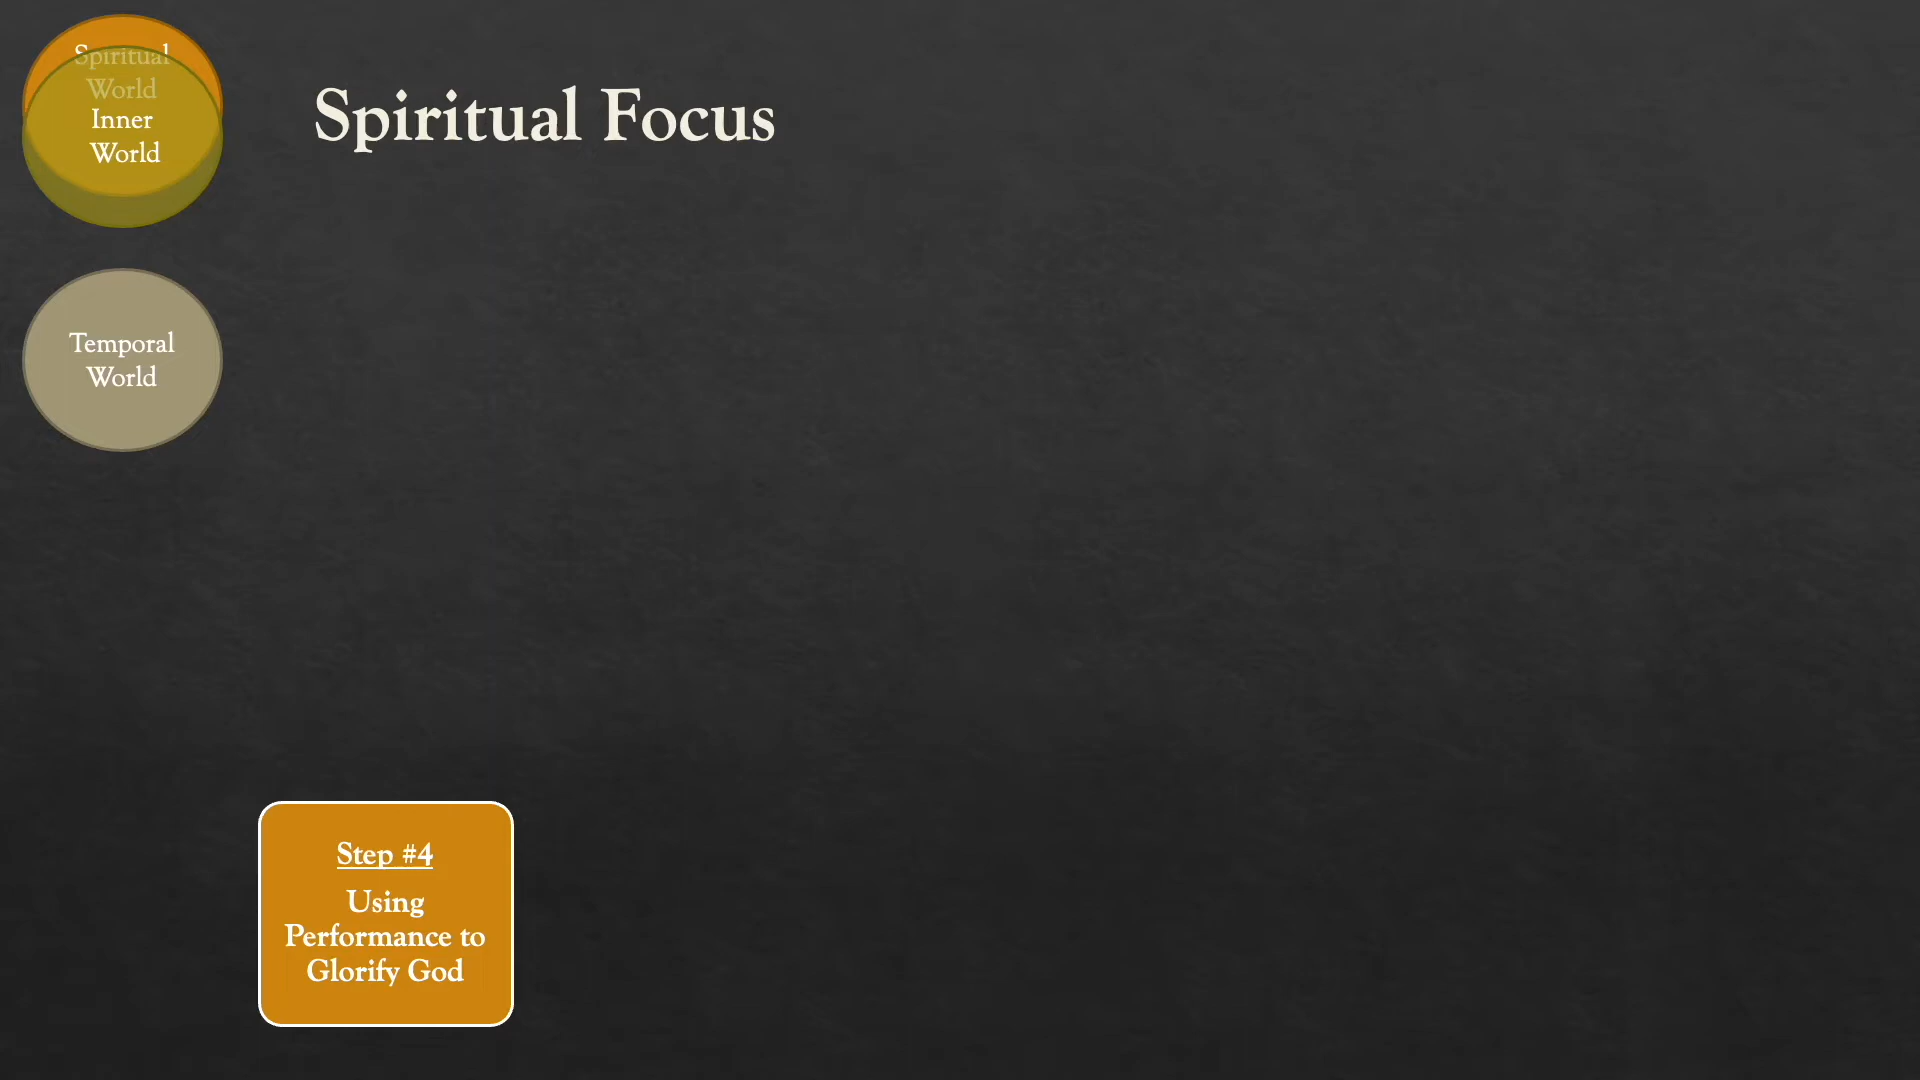 Spiritual
World
Inner
World
Spiritual Focus
Temporal
World
Step #4
Using
Performance to
Glorify God